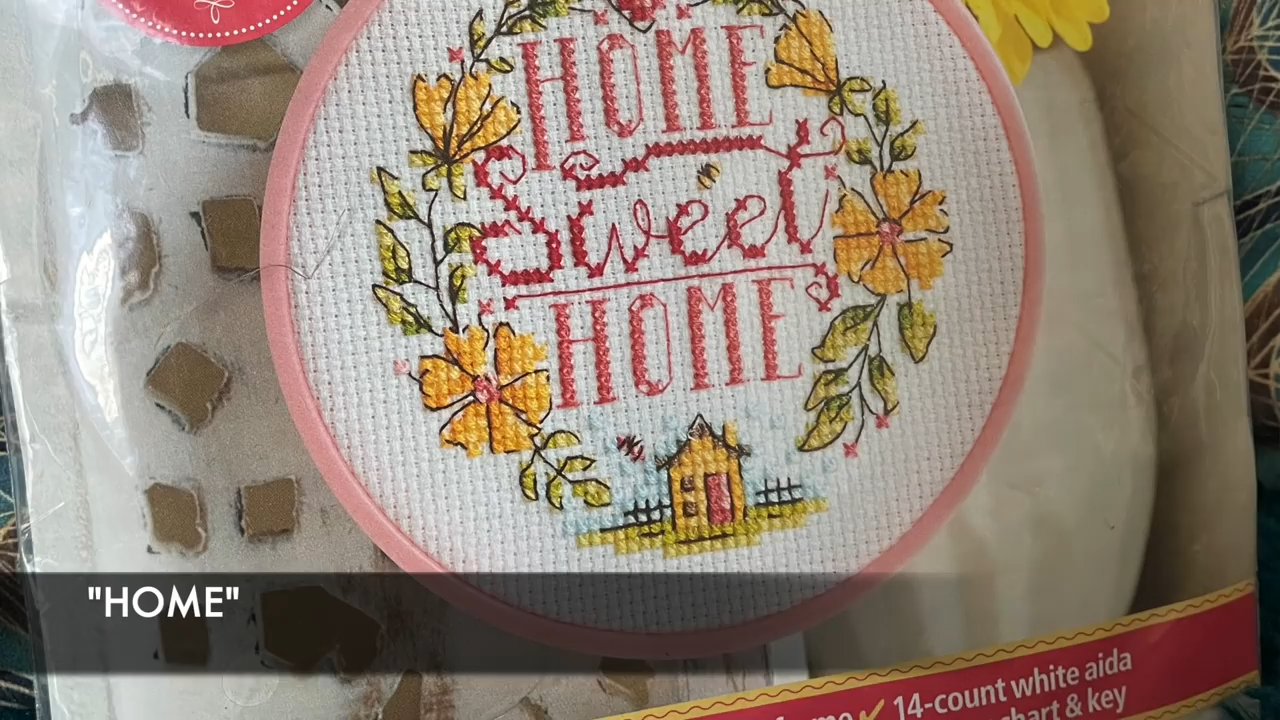 HOME
Sweet
HOME
"HOME"
14-count white aida
chart & key